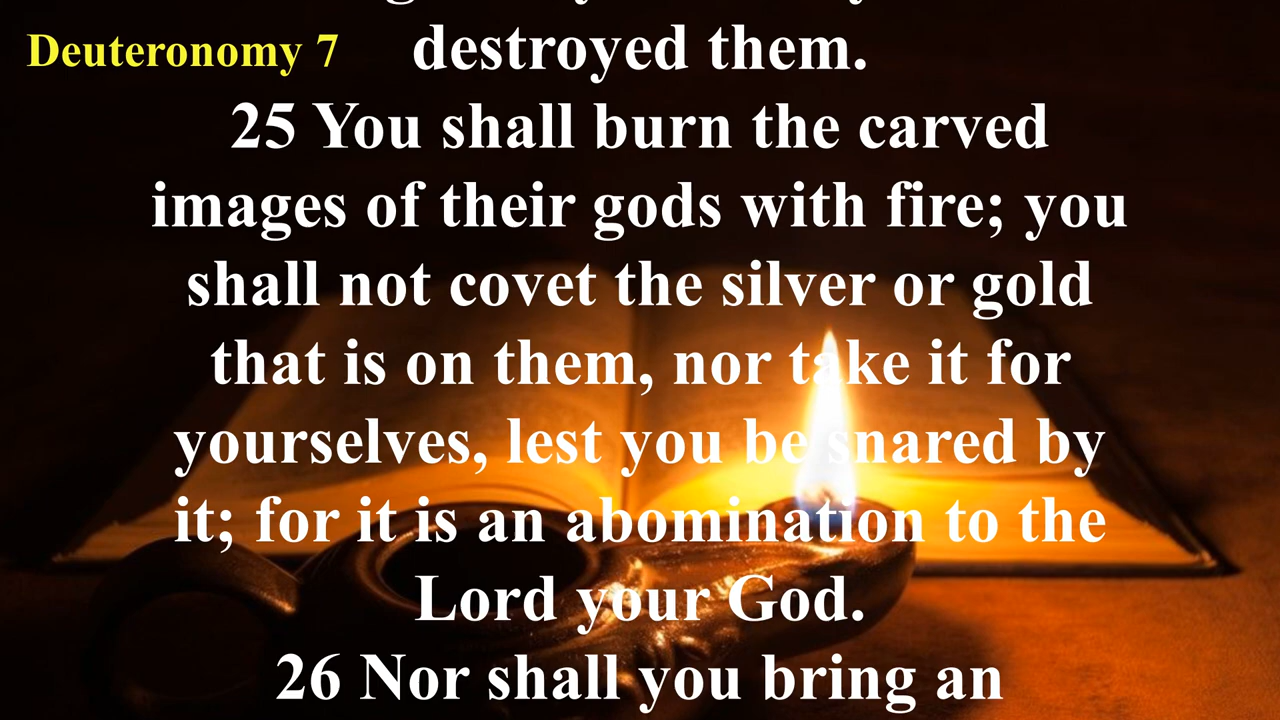 Deuteronomy 7
destroyed them.
25 You shall burn the carved
images of their gods with fire; you
shall not covet the silver or gold
that is on them, nor take it for
yourselves, lest you be snared by
it; for it is an abomination to the
Lord your God.
26 Nor shall you bring an